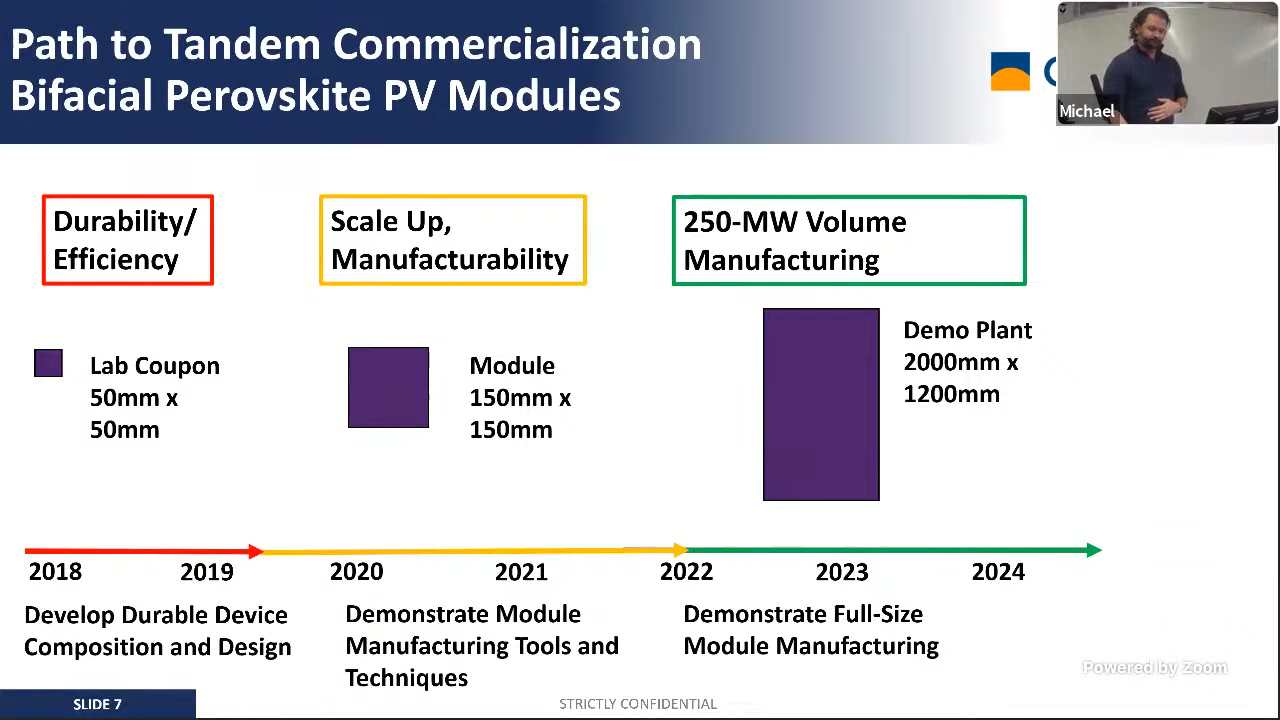 Path to Tandem Commercialization
Bifacial Perovskite PV Modules
Michael
Durability/
Efficiency
Scale Up,
Manufacturability
250-MW Volume
Manufacturing
Lab Coupon
50mm x
50mm
Module
150mm x
150mm
Demo Plant
2000mm x
1200mm
2018
2019
2020
2021
2022
2023
2024
Develop Durable Device
Composition and Design
Demonstrate Module
Manufacturing Tools and
Techniques
Demonstrate Full-Size
Module Manufacturing
Powered by Zoom
SLIDE 7
STRICTLY CONFIDENTIAL